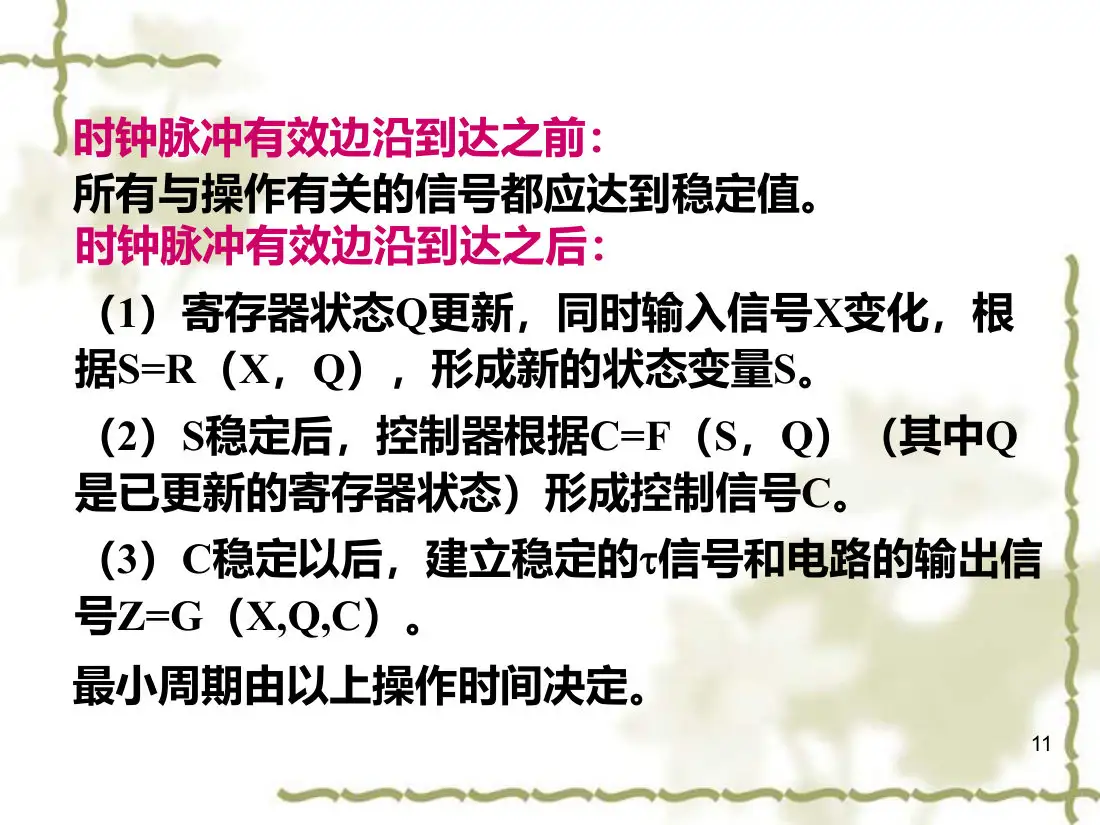 时钟脉冲有效边沿到达之前：
所有与操作有关的信号都应达到稳定值。
时钟脉冲有效边沿到达之后：
（1）寄存器状态Q更新，同时输入信号X变化，根
据S=R（X，Q），形成新的状态变量S。
（2）S稳定后，控制器根据C=F（S，Q）（其中Q
是已更新的寄存器状态）形成控制信号C。
（3）C稳定以后，建立稳定的τ信号和电路的输出信
号Z=G（X,Q,C）。
最小周期由以上操作时间决定。
11